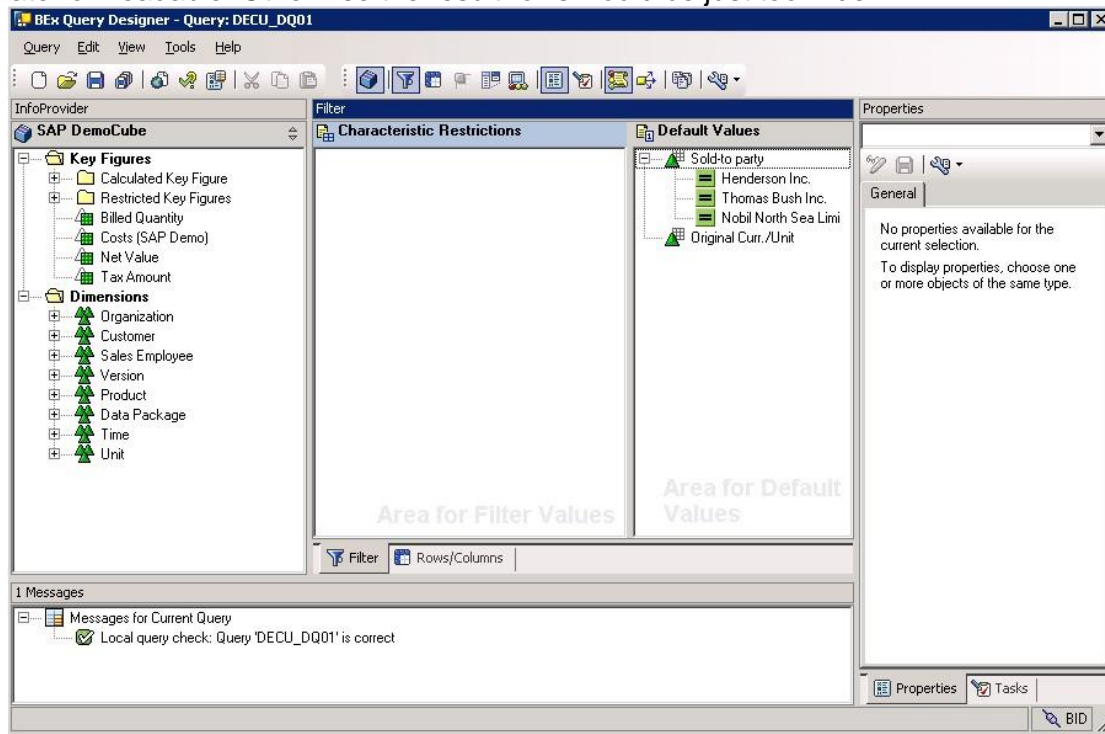 BEx Query Designer - Query: DECU_DQ01
Query Edit View Tools Help
InfoProvider
SAP DemoCube
Key Figures
Calculated Key Figure
Restricted Key Figures
Billed Quantity
Costs (SAP Demo)
Net Value
Tax Amount
Dimensions
Organization
Customer
Sales Employee
Version
Product
Data Package
Time
Unit
Filter
Characteristic Restrictions
Area for Filter Values
Default Values
Sold-to party
Henderson Inc.
Thomas Bush Inc.
Nobil North Sea Limi
Original Curr./Unit
Area for Default
Values
Filter Rows/Columns
Properties
General
No properties available for the
current selection.
To display properties, choose one
or more objects of the same type.
Properties Tasks
1 Messages
Messages for Current Query
Local query check: Query 'DECU_DQ01' is correct
BID